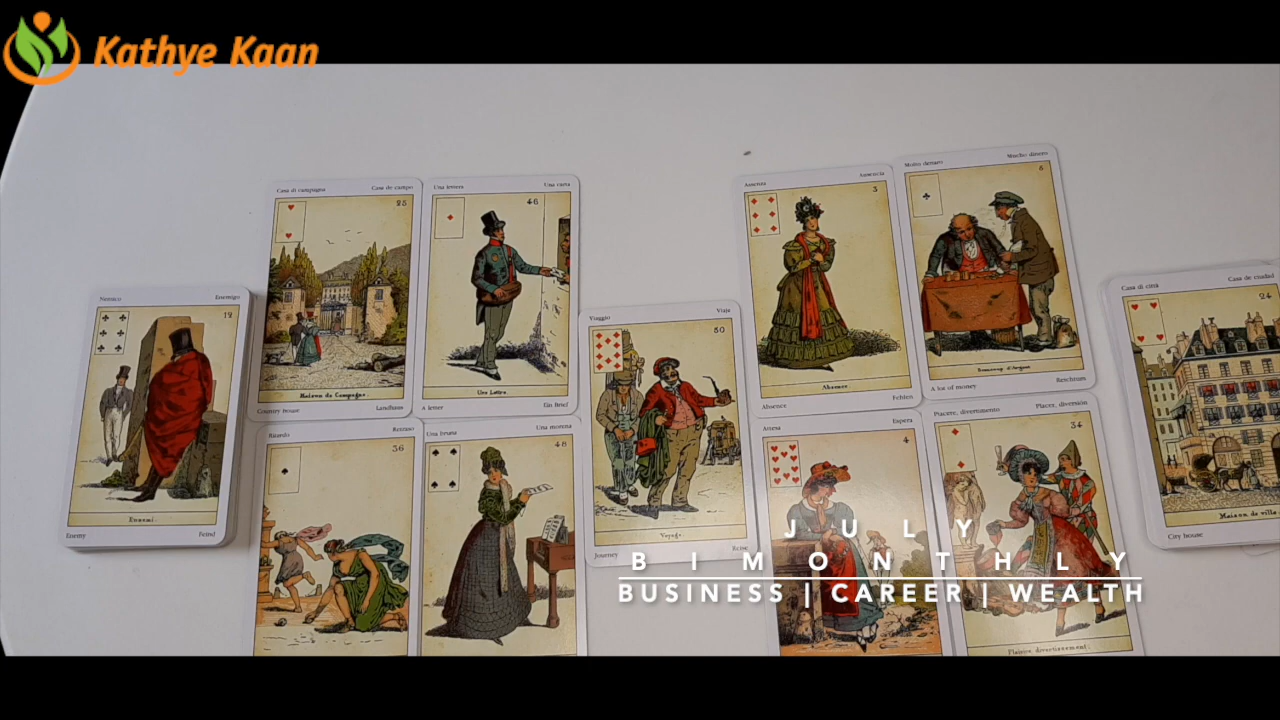 Kathye Kaan
Nemico Enemigo
12
Ennemi.
Enemy Feind
Casa di campagna Casa de campo
25
Maison de Campagne.
Country house Landhaus
Una lettera Una carta
46
Une Lettre.
A letter Ein Brief
Ritardo Retraso
36
Una bruna Una morena
48
Viaggio Viaje
50
Voyage.
Journey Reise
Assenza Ausencia
3
Absence.
Absence Fehlen
Molto denaro Mucho dinero
6
Beaucoup d'Argent
A lot of money Reichtum
Attesa Espera
4
Piacere, divertimento Placer, diversión
34
Plaisirs divertissement.
Casa di città Casa de ciudad
24
Maison de ville
City house
JULY
BIMONTHLY
BUSINESS | CAREER | WEALTH